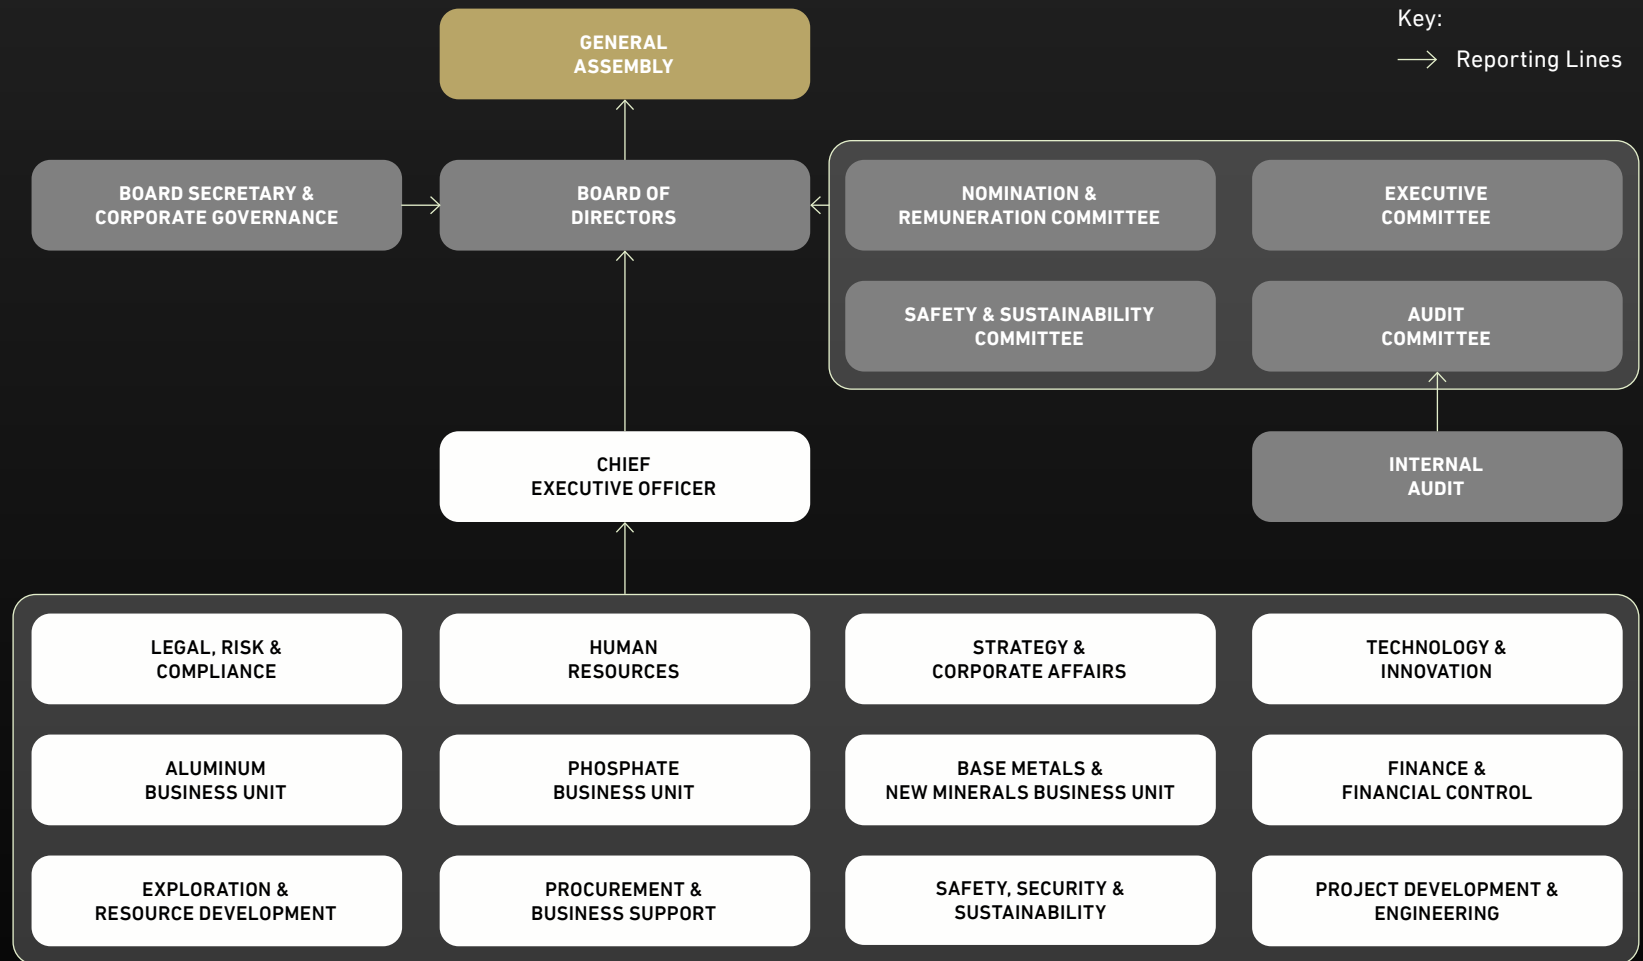 Key:
Reporting Lines
GENERAL
ASSEMBLY
BOARD SECRETARY &
CORPORATE GOVERNANCE
BOARD OF
DIRECTORS
NOMINATION &
REMUNERATION COMMITTEE
EXECUTIVE
COMMITTEE
SAFETY & SUSTAINABILITY
COMMITTEE
AUDIT
COMMITTEE
CHIEF
EXECUTIVE OFFICER
INTERNAL
AUDIT
LEGAL, RISK &
COMPLIANCE
HUMAN
RESOURCES
STRATEGY &
CORPORATE AFFAIRS
TECHNOLOGY &
INNOVATION
ALUMINUM
BUSINESS UNIT
PHOSPHATE
BUSINESS UNIT
BASE METALS &
NEW MINERALS BUSINESS UNIT
FINANCE &
FINANCIAL CONTROL
EXPLORATION &
RESOURCE DEVELOPMENT
PROCUREMENT &
BUSINESS SUPPORT
SAFETY, SECURITY &
SUSTAINABILITY
PROJECT DEVELOPMENT &
ENGINEERING